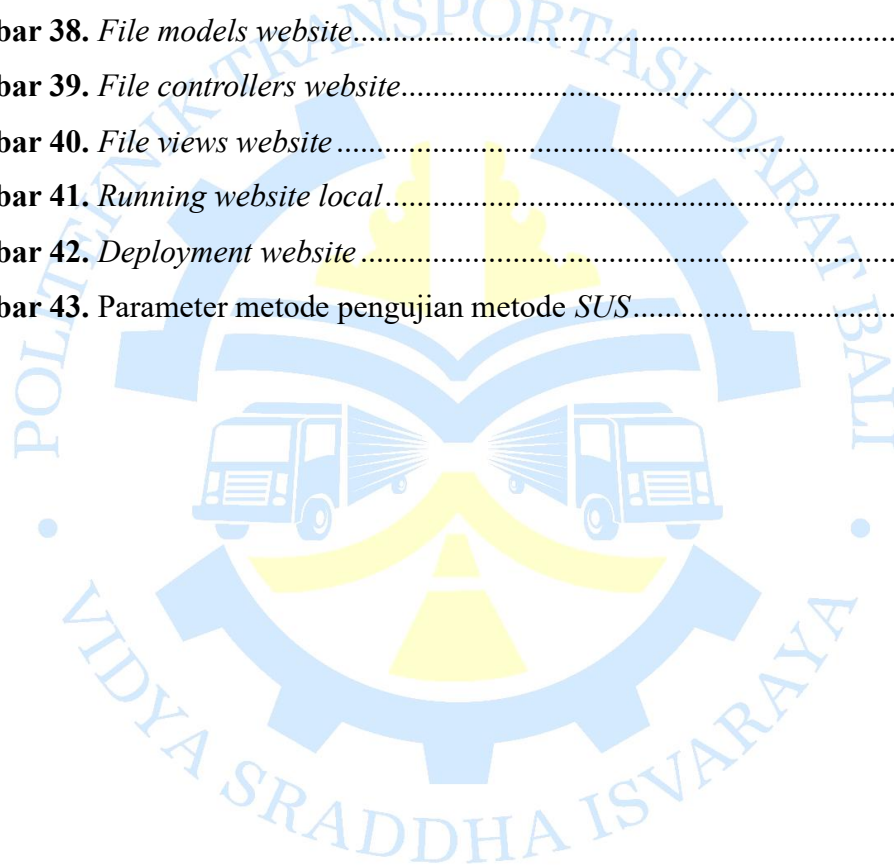 bar 38. File models website
bar 39. File controllers website
bar 40. File views website
bar 41. Running website local
bar 42. Deployment website
bar 43. Parameter metode pengujian metode SUS
POLITEKNIK TRANSPORTASI DARAT BALI
VIDYA SRADDHA ISVARAYA